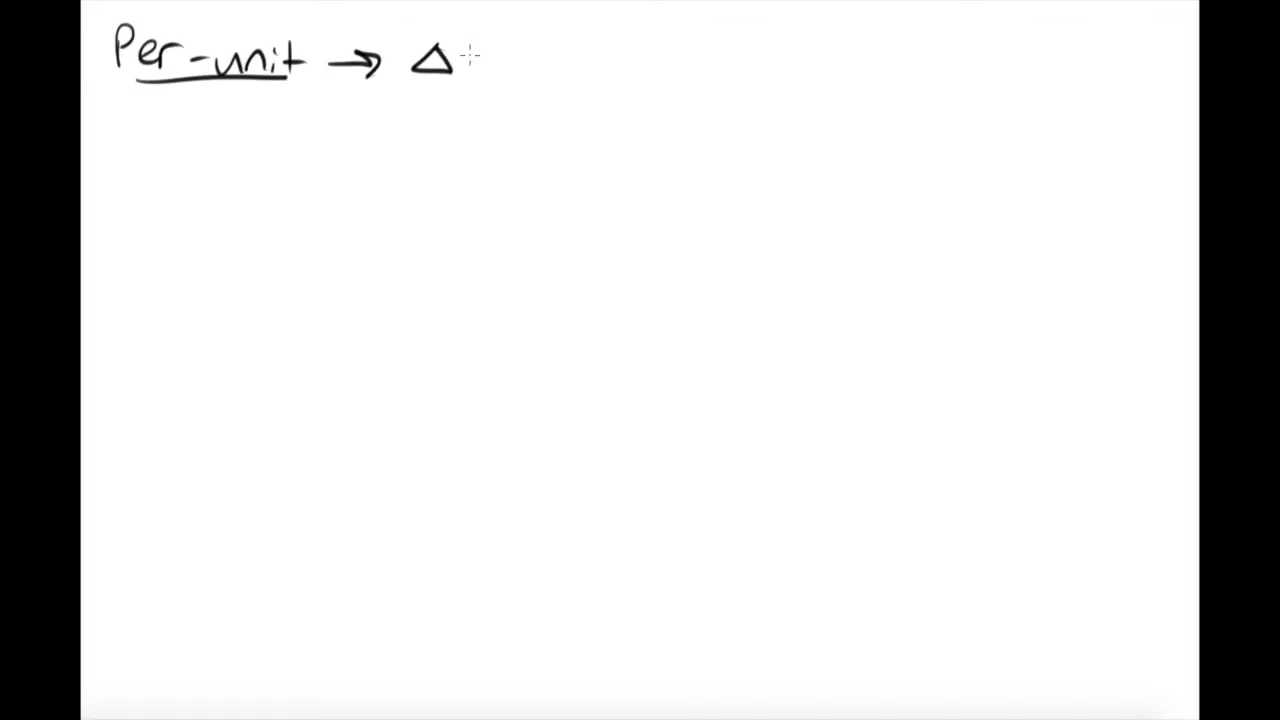 Per-unit → Δ